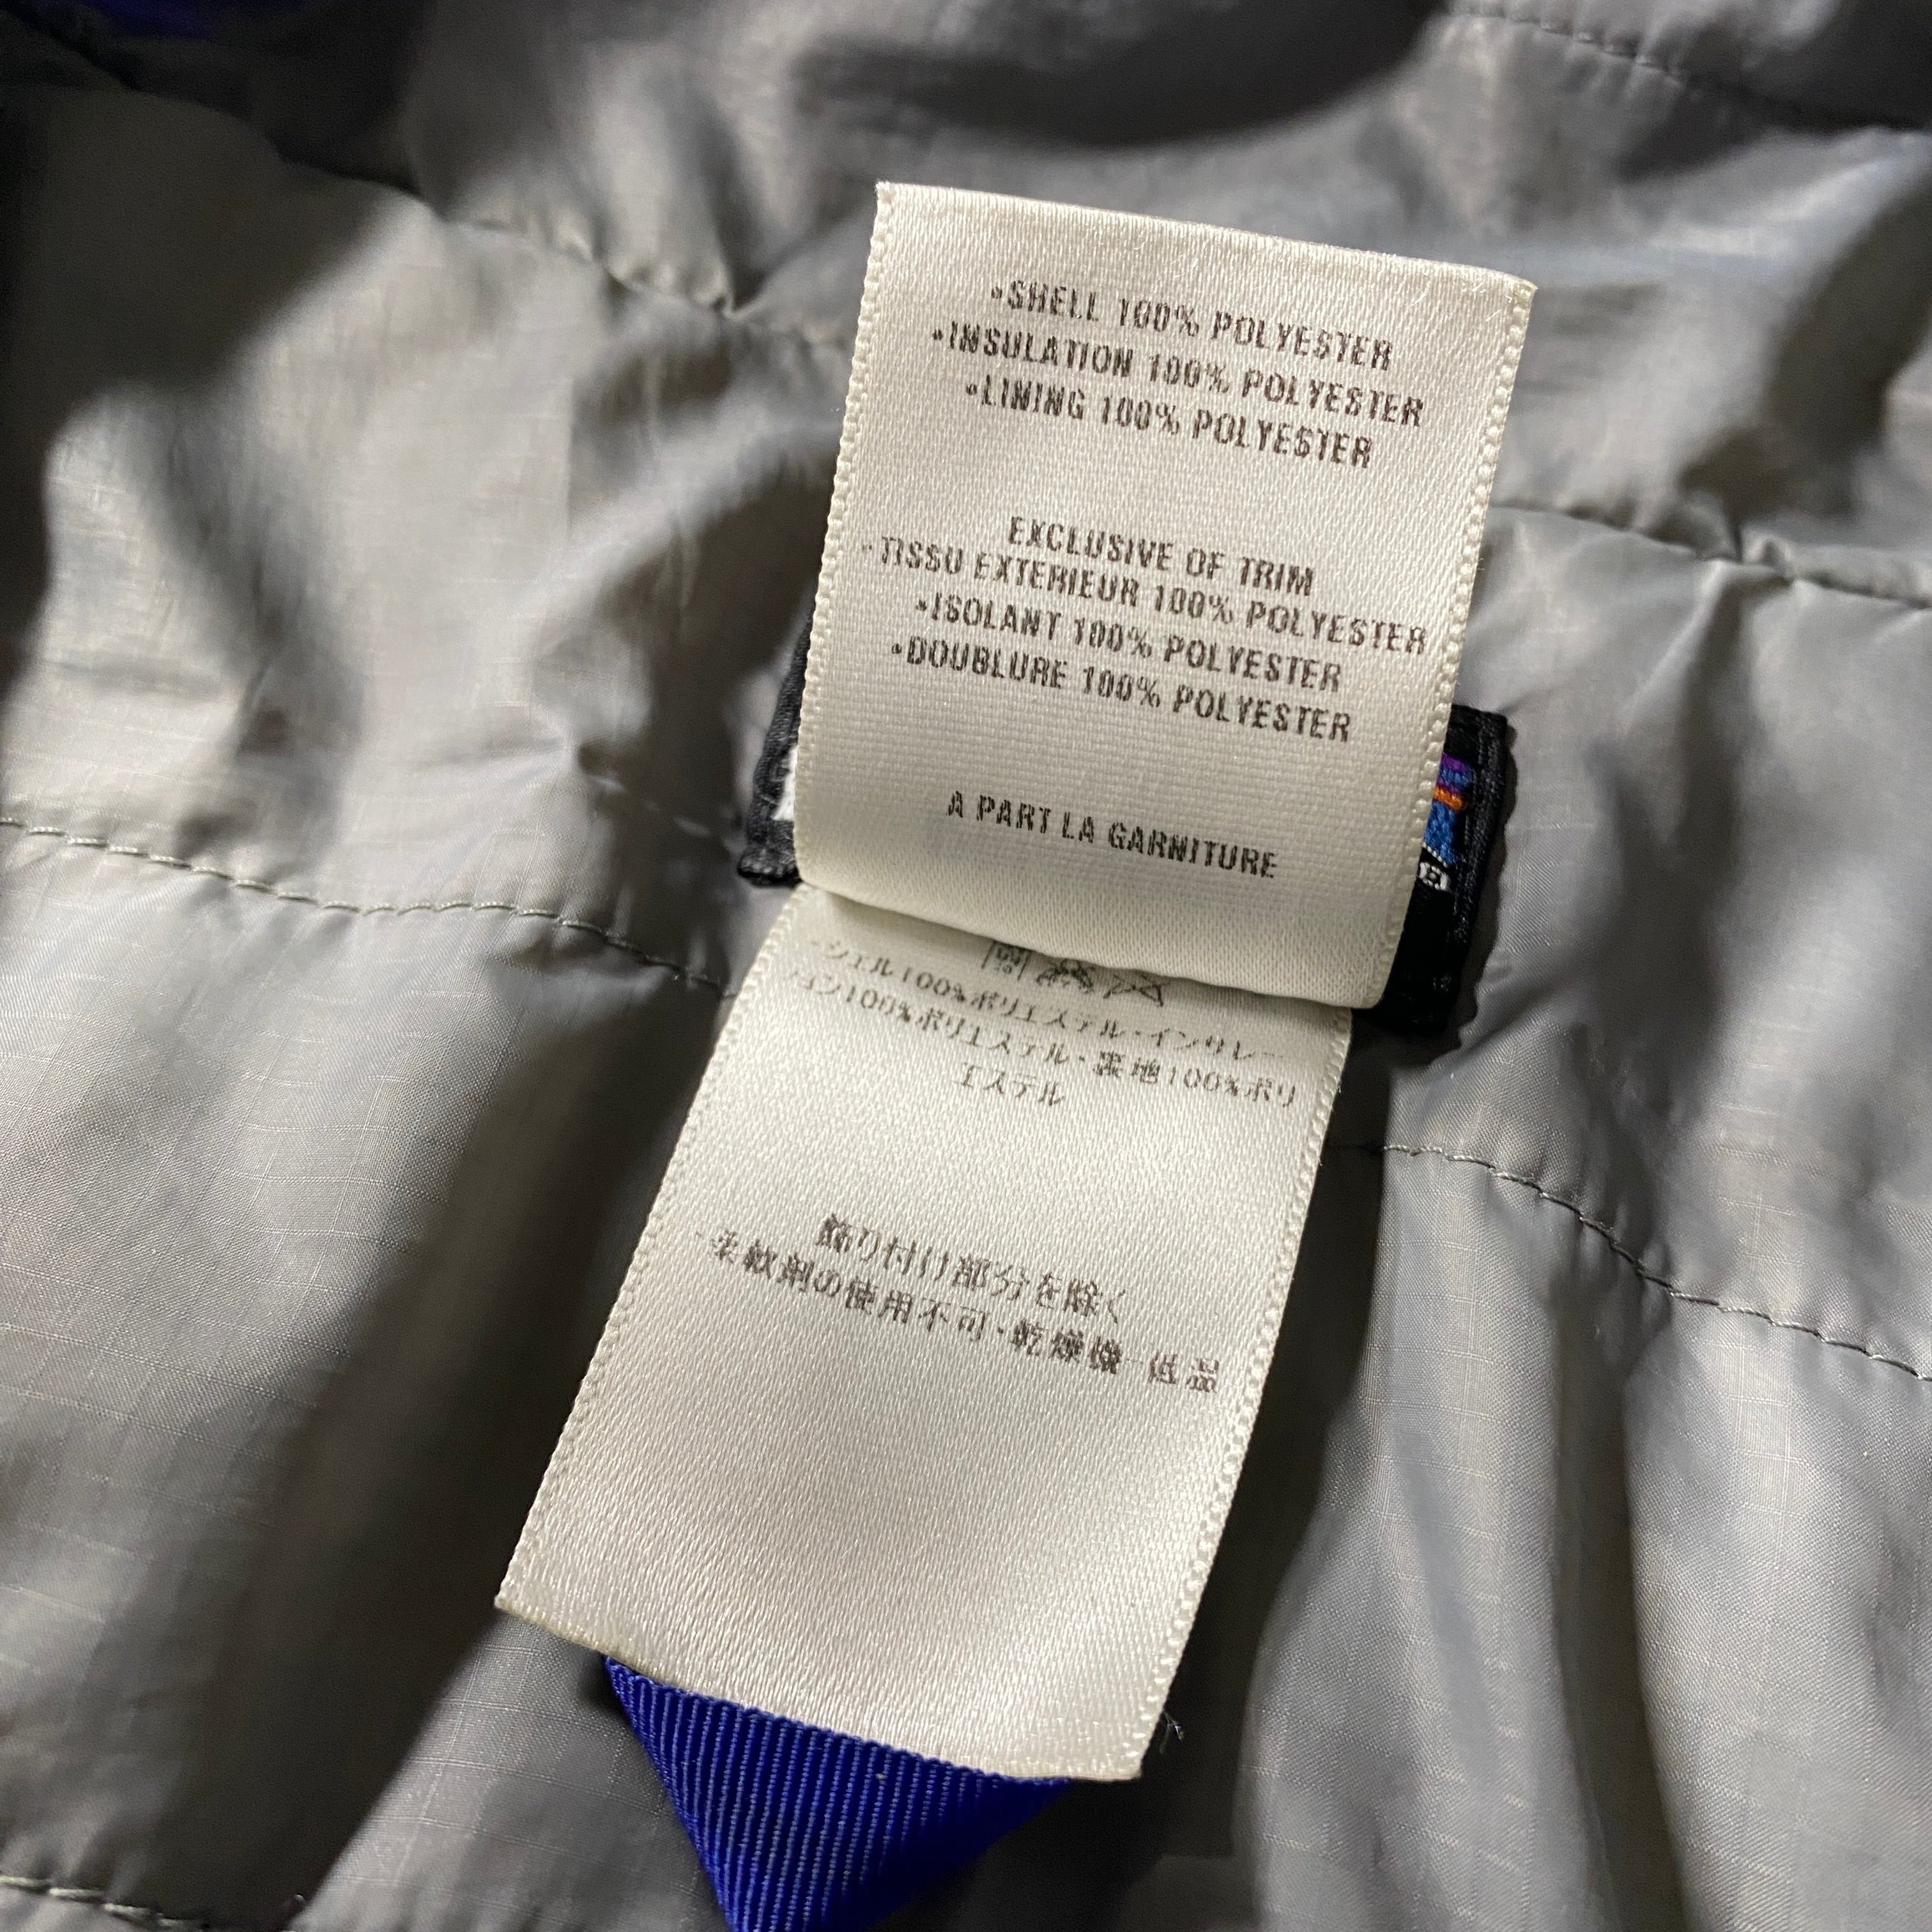 •SHELL 100% POLYESTER
•INSULATION 100% POLYESTER
•LINING 100% POLYESTER
EXCLUSIVE OF TRIM
•TISSU EXTERIEUR 100% POLYESTER
•ISOLANT 100% POLYESTER
•DOUBLURE 100% POLYESTER
A PART LA GARNITURE
・シェル100%ポリエステル・インサレー
ション100%ポリエステル・裏地100%ポリ
エステル
飾り付け部分を除く
・柔軟剤の使用不可・乾燥機 低温